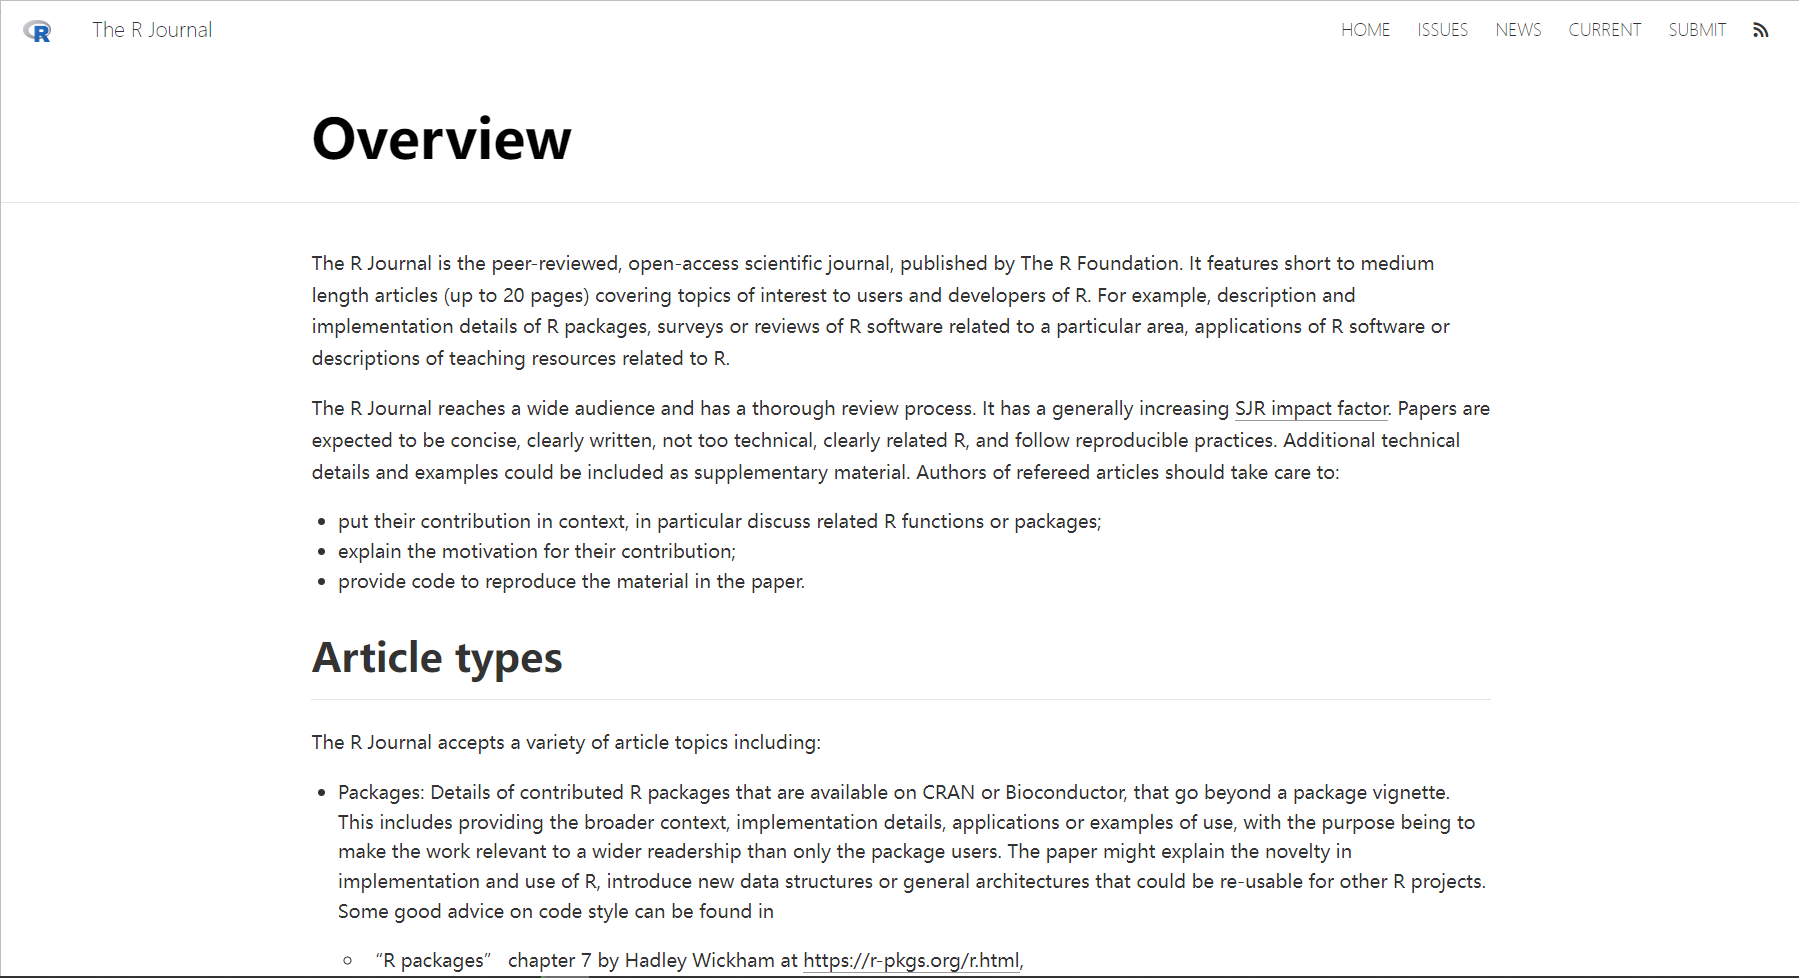 R The R Journal HOME ISSUES NEWS CURRENT SUBMIT
Overview
The R Journal is the peer-reviewed, open-access scientific journal, published by The R Foundation. It features short to medium
length articles (up to 20 pages) covering topics of interest to users and developers of R. For example, description and
implementation details of R packages, surveys or reviews of R software related to a particular area, applications of R software or
descriptions of teaching resources related to R.
The R Journal reaches a wide audience and has a thorough review process. It has a generally increasing SJR impact factor. Papers are
expected to be concise, clearly written, not too technical, clearly related R, and follow reproducible practices. Additional technical
details and examples could be included as supplementary material. Authors of refereed articles should take care to:
• put their contribution in context, in particular discuss related R functions or packages;
• explain the motivation for their contribution;
• provide code to reproduce the material in the paper.
Article types
The R Journal accepts a variety of article topics including:
• Packages: Details of contributed R packages that are available on CRAN or Bioconductor, that go beyond a package vignette.
This includes providing the broader context, implementation details, applications or examples of use, with the purpose being to
make the work relevant to a wider readership than only the package users. The paper might explain the novelty in
implementation and use of R, introduce new data structures or general architectures that could be re-usable for other R projects.
Some good advice on code style can be found in
◦ “R packages” chapter 7 by Hadley Wickham at https://r-pkgs.org/r.html,